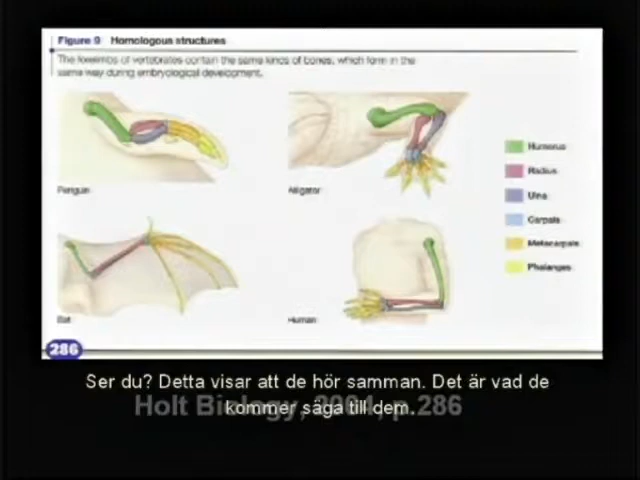 Figure 9 Homologous structures
The forelimbs of vertebrates contain the same kinds of bones, which form in the
same way during embryological development.
Penguin
Alligator
Humerus
Radius
Ulna
Carpals
Metacarpals
Phalanges
Bat
Human
286
Ser du? Detta visar att de hör samman. Det är vad de
kommer säga till dem.
Holt Biology, 2004, p.286